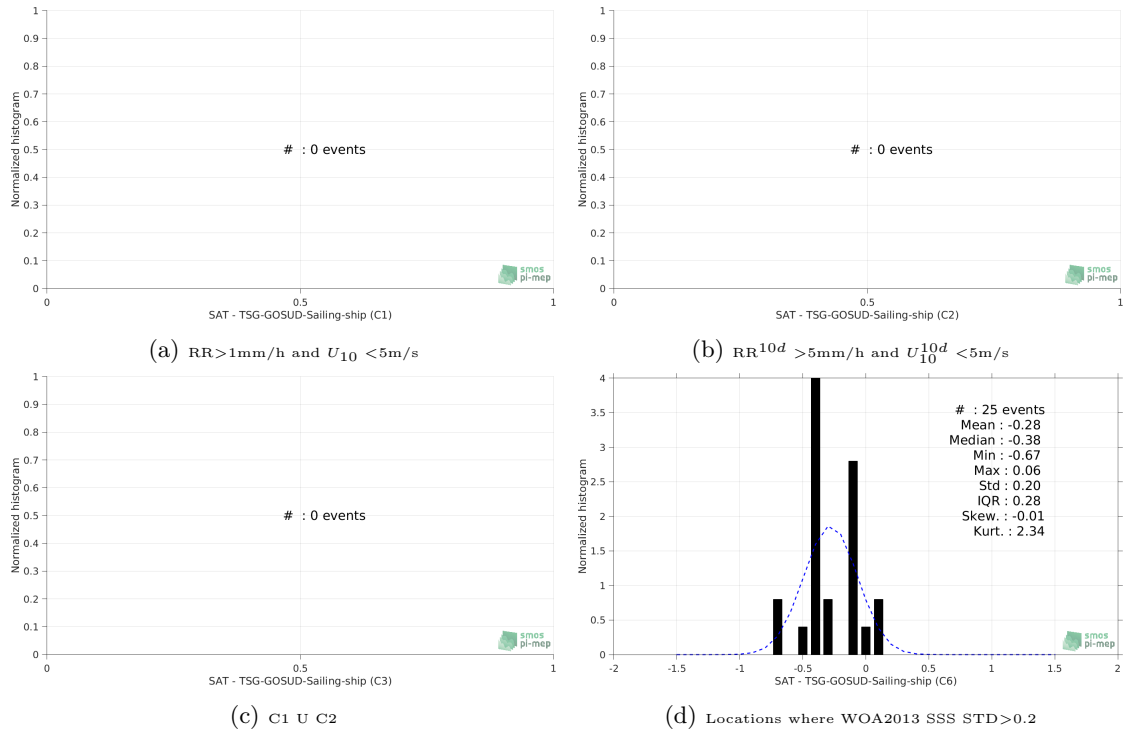 1
0.9
0.8
0.7
0.6
0.5
0.4
0.3
0.2
0.1
0
Normalized histogram
# : 0 events
smos
pi-mep
0 0.5 1
SAT - TSG-GOSUD-Sailing-ship (C1)
(a) RR>1mm/h and U10 <5m/s
1
0.9
0.8
0.7
0.6
0.5
0.4
0.3
0.2
0.1
0
Normalized histogram
# : 0 events
smos
pi-mep
0 0.5 1
SAT - TSG-GOSUD-Sailing-ship (C2)
(b) RR^10d >5mm/h and U_10^10d <5m/s
1
0.9
0.8
0.7
0.6
0.5
0.4
0.3
0.2
0.1
0
Normalized histogram
# : 0 events
smos
pi-mep
0 0.5 1
SAT - TSG-GOSUD-Sailing-ship (C3)
(c) C1 U C2
4
3.5
3
2.5
2
1.5
1
0.5
0
Normalized histogram
# : 25 events
Mean : -0.28
Median : -0.38
Min : -0.67
Max : 0.06
Std : 0.20
IQR : 0.28
Skew. : -0.01
Kurt. : 2.34
smos
pi-mep
-2 -1.5 -1 -0.5 0 0.5 1 1.5 2
SAT - TSG-GOSUD-Sailing-ship (C6)
(d) Locations where WOA2013 SSS STD>0.2